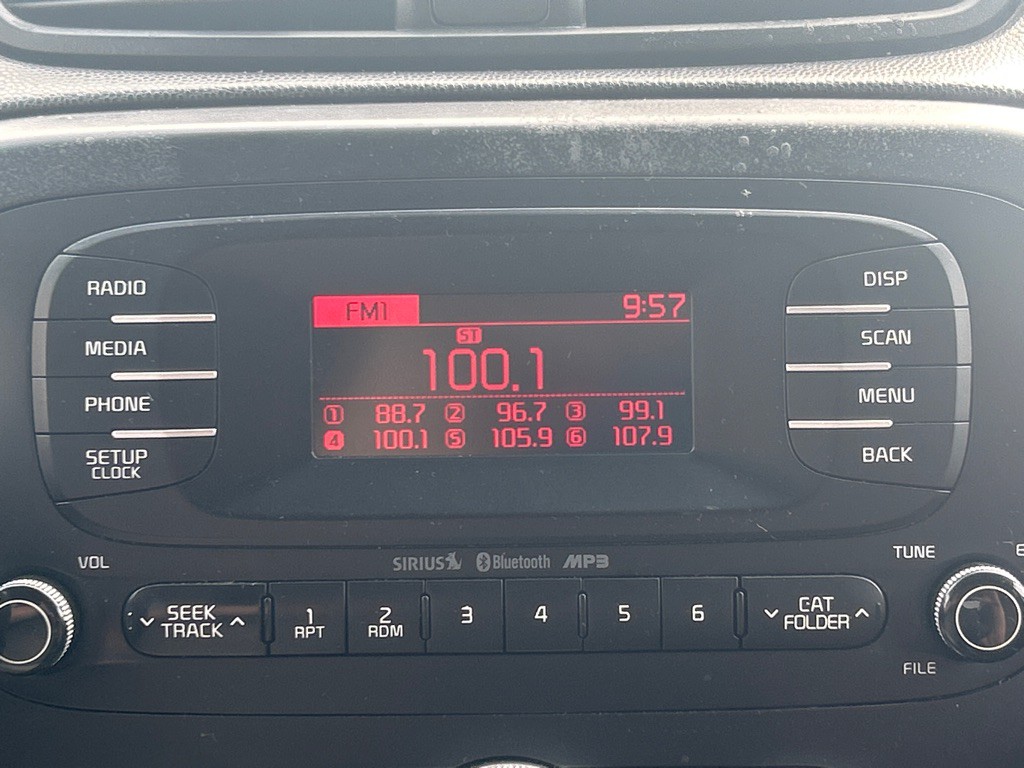 RADIO
MEDIA
PHONE
SETUP
CLOCK
FM1 9:57
ST
100.1
1 88.7 2 96.7 3 99.1
4 100.1 5 105.9 6 107.9
DISP
SCAN
MENU
BACK
SIRIUS Bluetooth MP3
VOL
SEEK
TRACK
1
RPT
2
RDM
3
4
5
6
CAT
FOLDER
TUNE
FILE